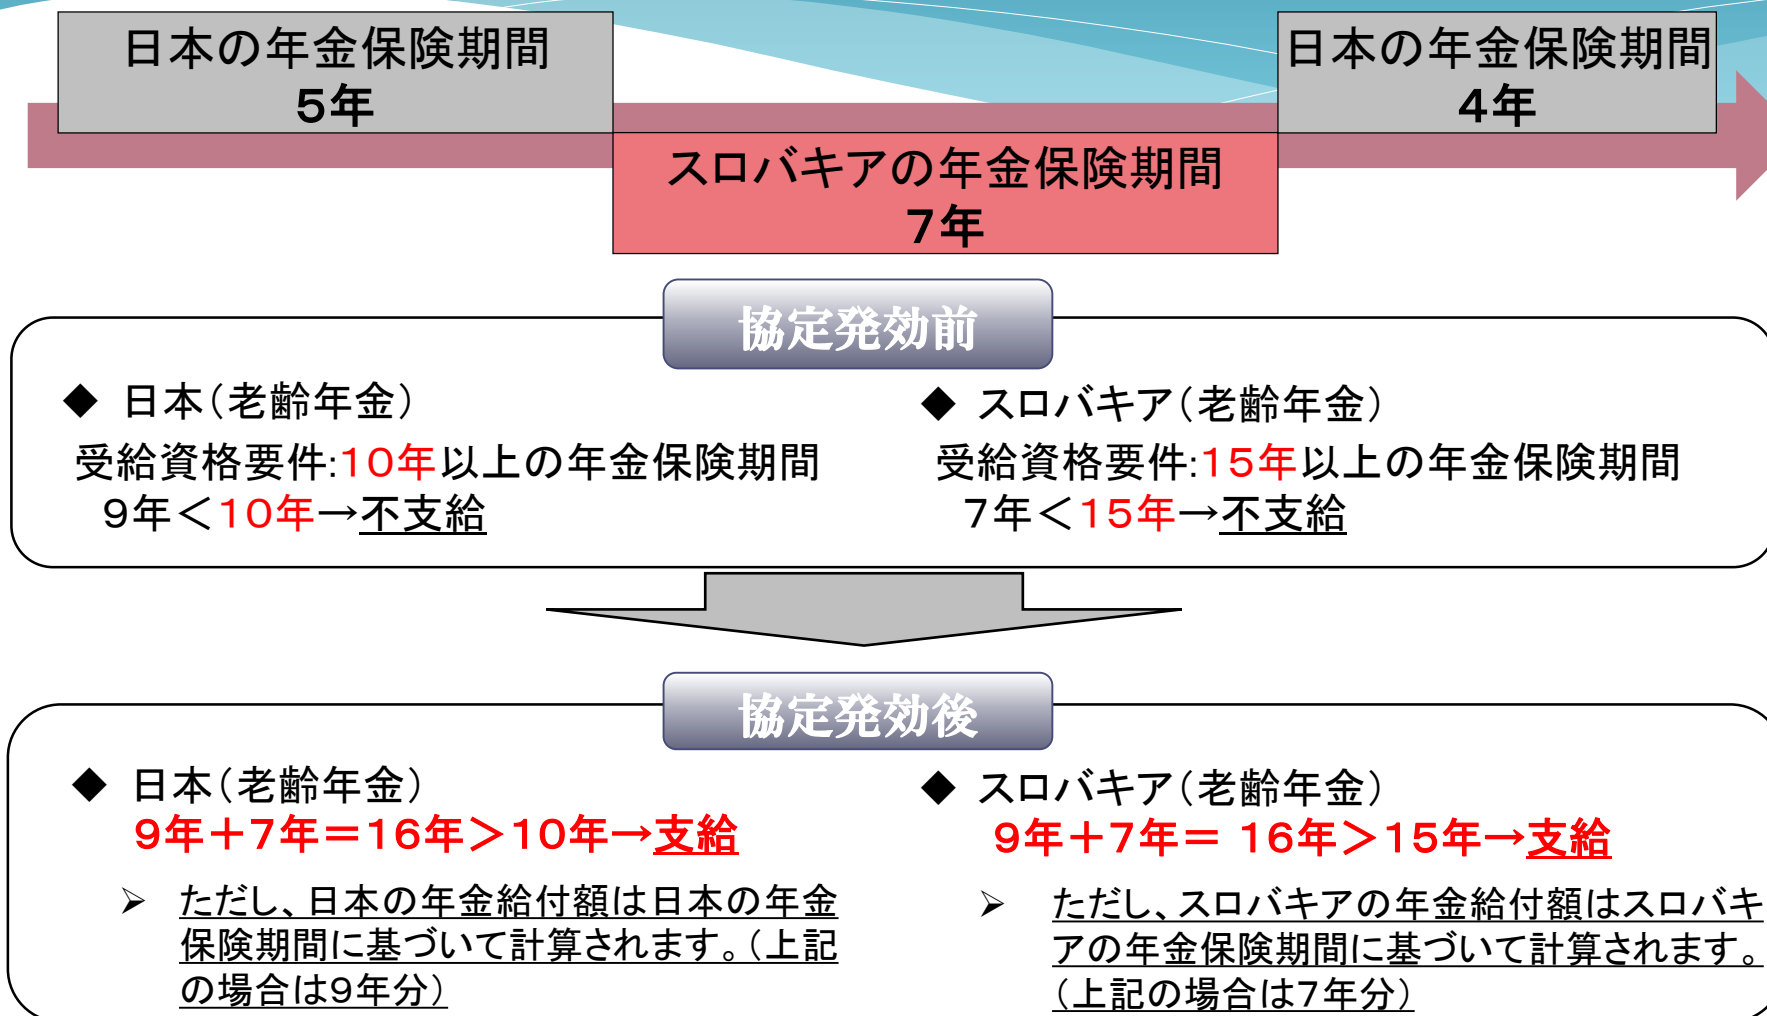 日本の年金保険期間
5年
日本の年金保険期間
4年
スロバキアの年金保険期間
7年
協定発効前
◆ 日本（老齢年金）
受給資格要件:10年以上の年金保険期間
9年＜10年→不支給
◆ スロバキア（老齢年金）
受給資格要件:15年以上の年金保険期間
7年＜15年→不支給
協定発効後
◆ 日本（老齢年金）
9年＋7年＝16年＞10年→支給
➢ ただし、日本の年金給付額は日本の年金
保険期間に基づいて計算されます。（上記
の場合は9年分）
◆ スロバキア（老齢年金）
9年＋7年＝ 16年＞15年→支給
➢ ただし、スロバキアの年金給付額はスロバキ
アの年金保険期間に基づいて計算されます。
（上記の場合は7年分）